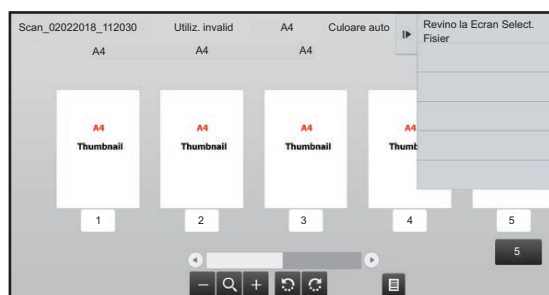 Scan_02022018_112030 Utiliz. invalid A4 Culoare auto
A4 A4 A4
Revino la Ecran Select.
Fisier
A4 A4 A4 A4
Thumbnail Thumbnail Thumbnail Thumb
1 2 3 4 5
5